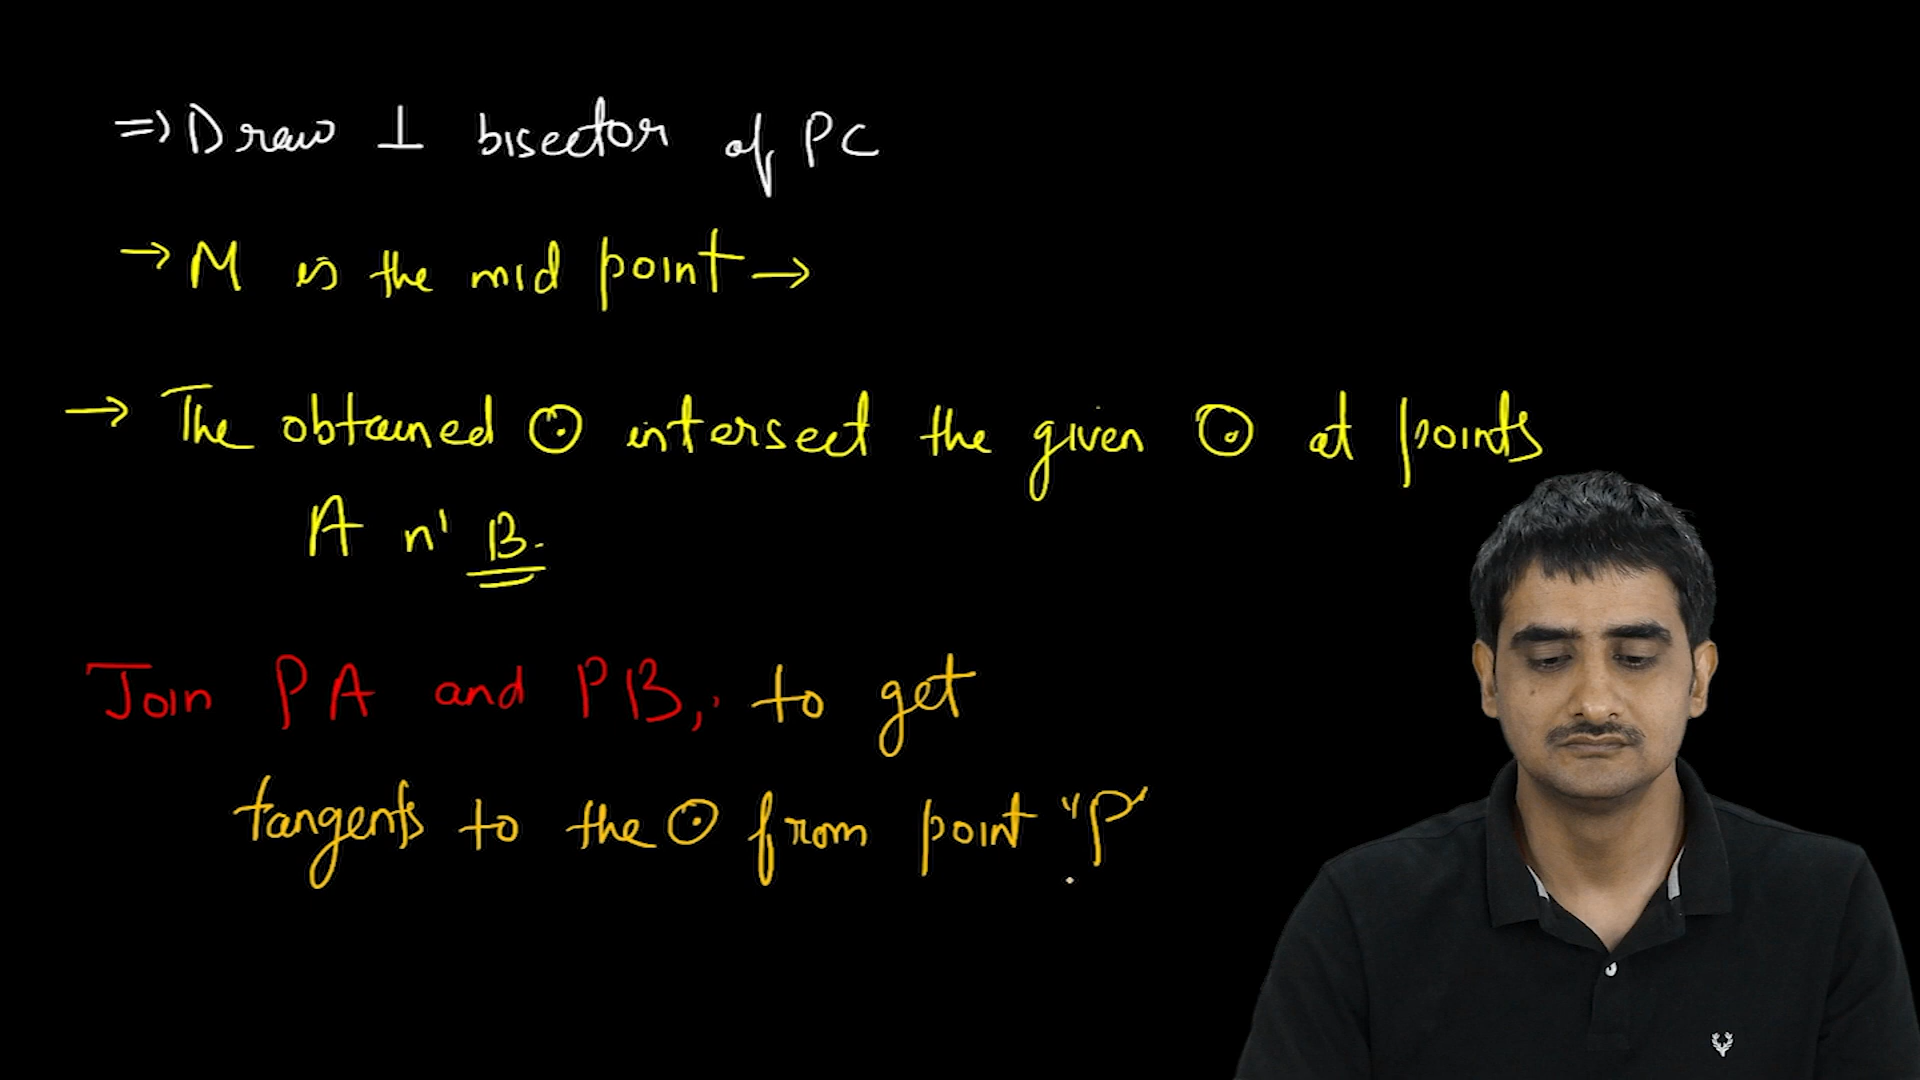 ⇒ Draw ⊥ bisector of PC
→ M is the mid point →
→ The obtained ⊙ intersect the given ⊙ at points
A n' B.
Join PA and PB, to get
tangents to the ⊙ from point "P"